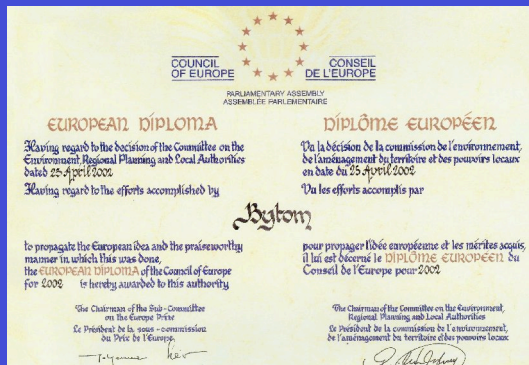 COUNCIL
OF EUROPE
CONSEIL
DE L'EUROPE
PARLIAMENTARY ASSEMBLY
ASSEMBLÉE PARLEMENTAIRE
EUROPEAN DIPLOMA
Having regard to the decision of the Committee on the
Environment, Regional Planning and Local Authorities
dated 25 April 2002
Having regard to the efforts accomplished by
DIPLÔME EUROPÉEN
Vu la décision de la commission de l'environnement,
de l'aménagement du territoire et des pouvoirs locaux
en date du 25 April 2002
Vu les efforts accomplis par
Bytom
to propagate the European idea and the praiseworthy
manner in which this was done,
the EUROPEAN DIPLOMA of the Council of Europe
for 2002 is hereby awarded to this authority
pour propager l'idée européenne et les mérites acquis,
il lui est décerné le DIPLÔME EUROPÉEN du
Conseil de l'Europe pour 2002
The Chairman of the Sub-Committee
on the Europe Prize
Le Président de la sous-commission
du Prix de l'Europe,
The Chairman of the Committee on the Environment,
Regional Planning and Local Authorities
Le Président de la commission de l'environnement,
de l'aménagement du territoire et des pouvoirs locaux